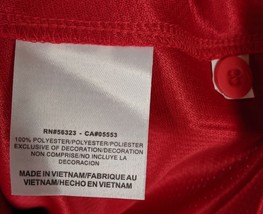 RN#56323 - CA#05553
100% POLYESTER/POLYESTER/POLIESTER
EXCLUSIVE OF DECORATION/DECORATION
NON COMPRISE/NO INCLUYE LA
DECORACION
MADE IN VIETNAM/FABRIQUE AU
VIETNAM/HECHO EN VIETNAM